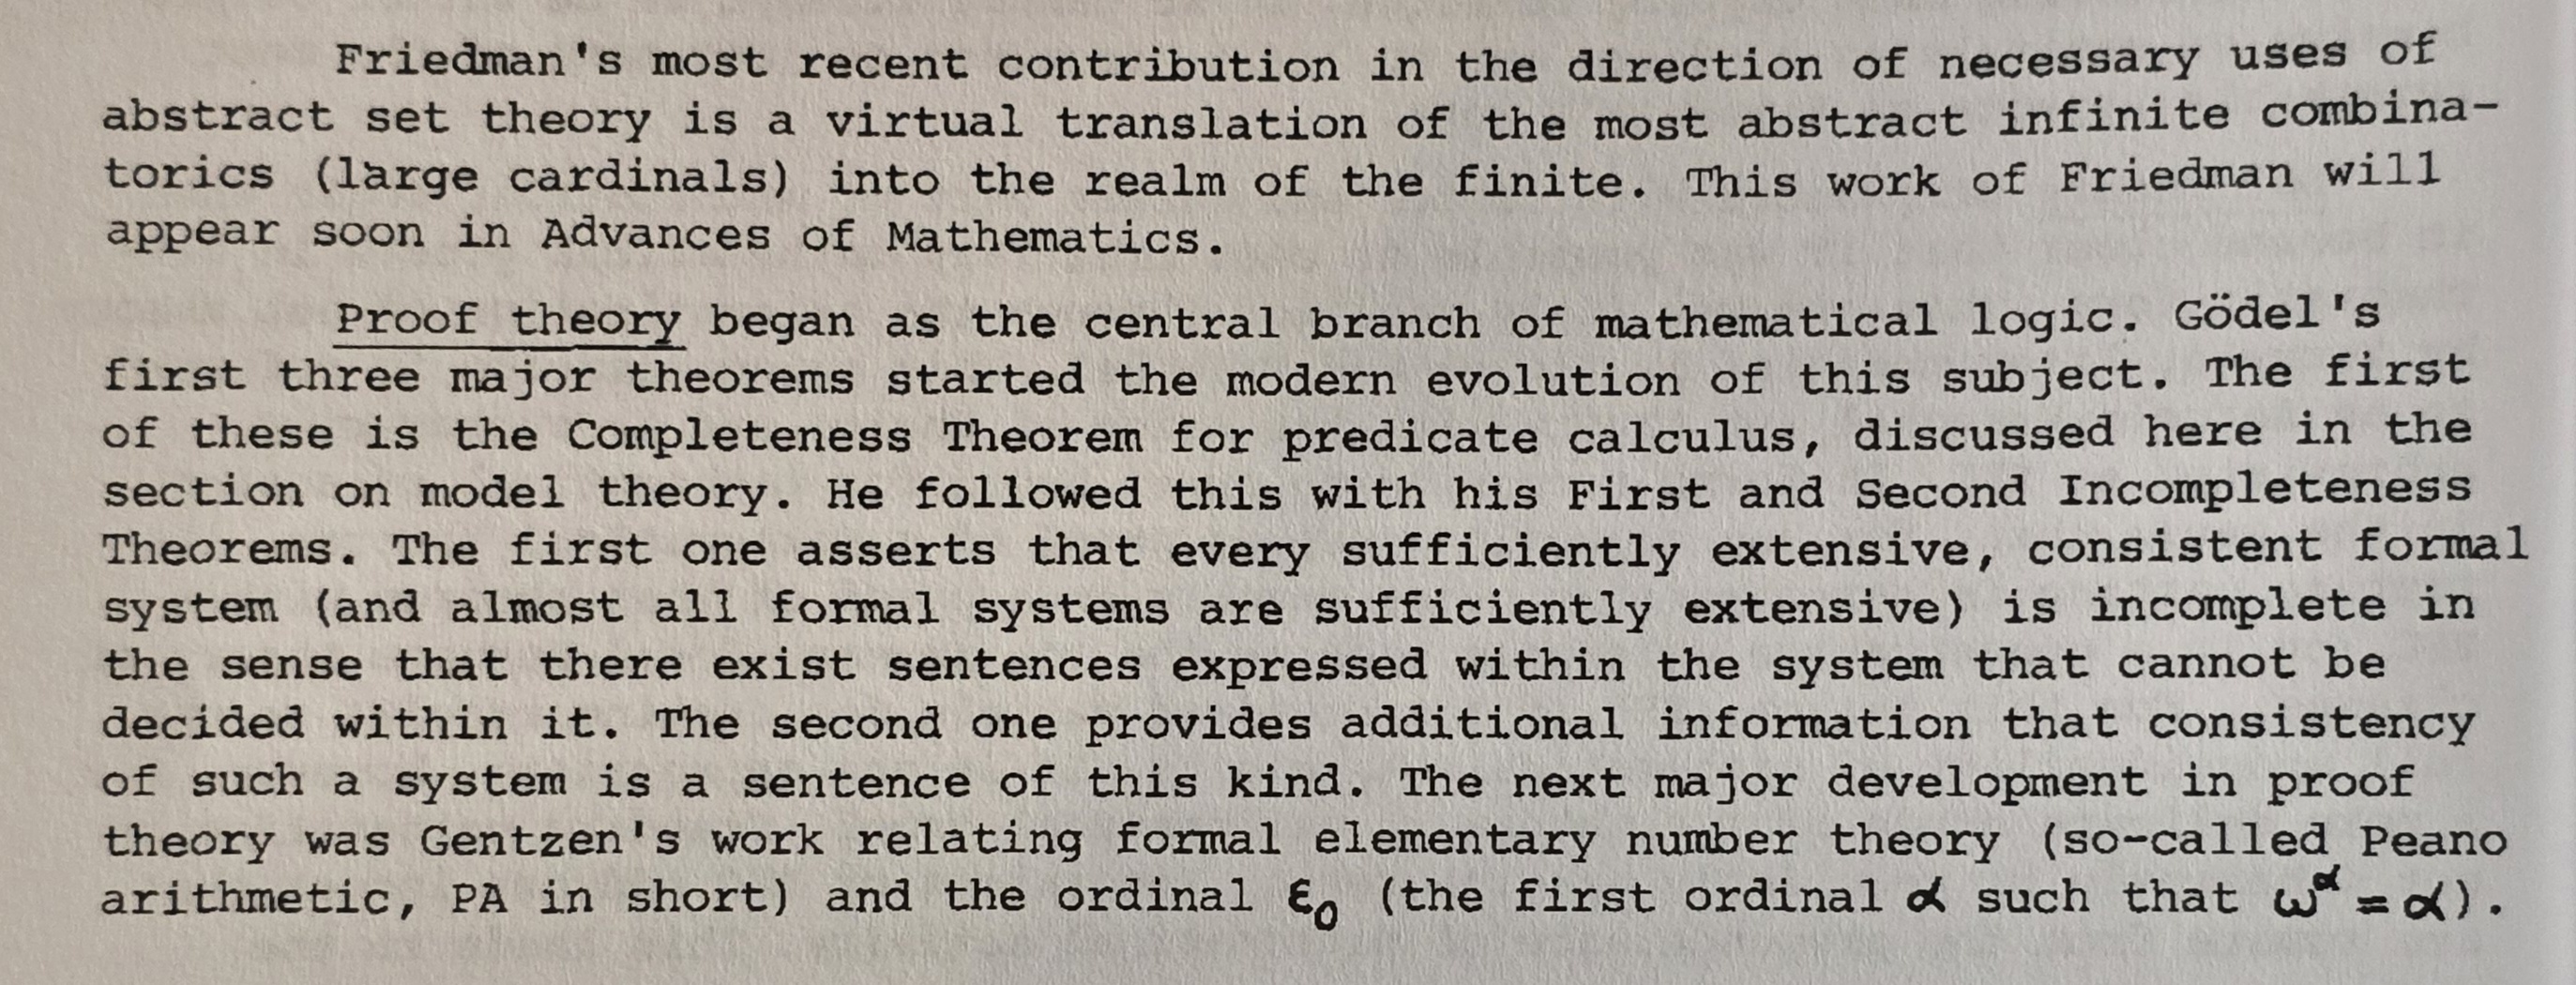 Friedman's most recent contribution in the direction of necessary uses of
abstract set theory is a virtual translation of the most abstract infinite combina-
torics (large cardinals) into the realm of the finite. This work of Friedman will
appear soon in Advances of Mathematics.
Proof theory began as the central branch of mathematical logic. Gödel's
first three major theorems started the modern evolution of this subject. The first
of these is the Completeness Theorem for predicate calculus, discussed here in the
section on model theory. He followed this with his First and Second Incompleteness
Theorems. The first one asserts that every sufficiently extensive, consistent formal
system (and almost all formal systems are sufficiently extensive) is incomplete in
the sense that there exist sentences expressed within the system that cannot be
decided within it. The second one provides additional information that consistency
of such a system is a sentence of this kind. The next major development in proof
theory was Gentzen's work relating formal elementary number theory (so-called Peano
arithmetic, PA in short) and the ordinal ε₀ (the first ordinal α such that ω^α = α).